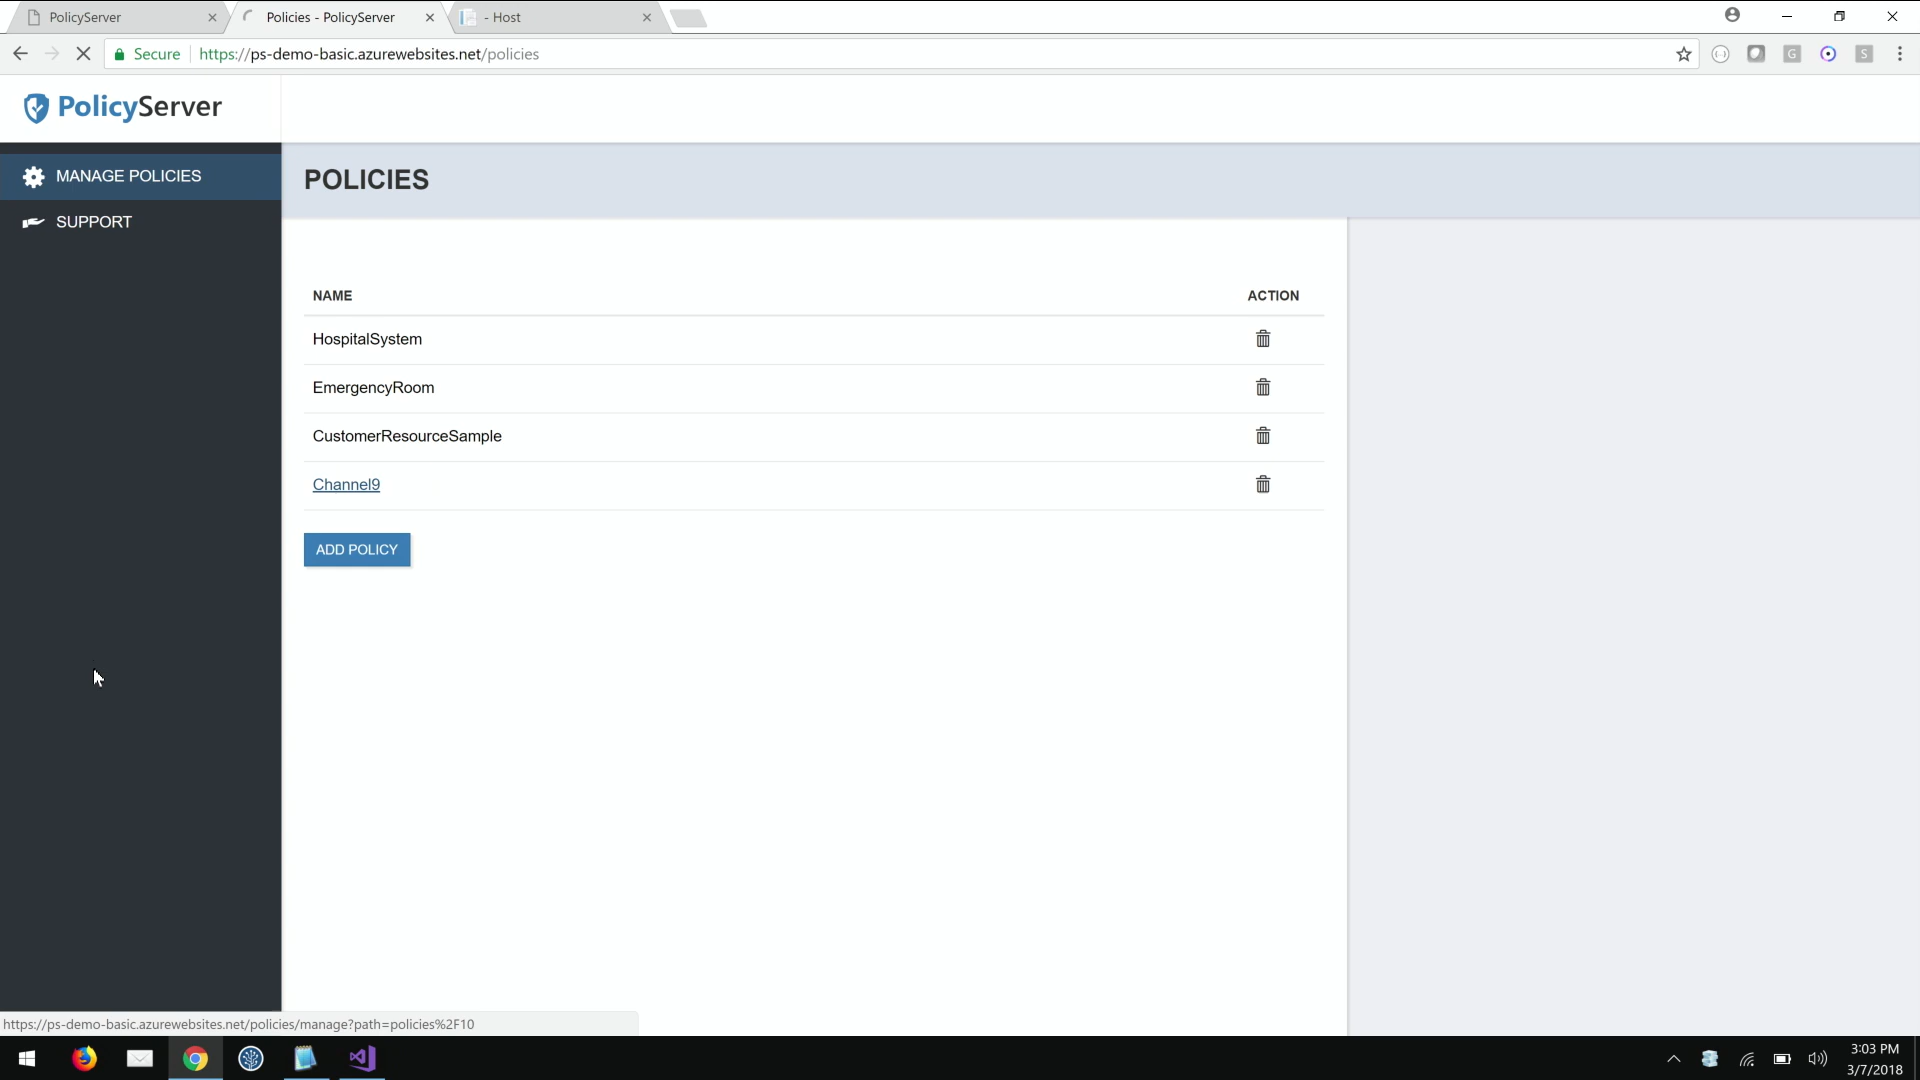 PolicyServer
Policies - PolicyServer
- Host
Secure
https://ps-demo-basic.azurewebsites.net/policies
G
S
PolicyServer
MANAGE POLICIES
SUPPORT
POLICIES
NAME ACTION
HospitalSystem
EmergencyRoom
CustomerResourceSample
Channel9
ADD POLICY
https://ps-demo-basic.azurewebsites.net/policies/manage?path=policies%2F10
3:03 PM
3/7/2018